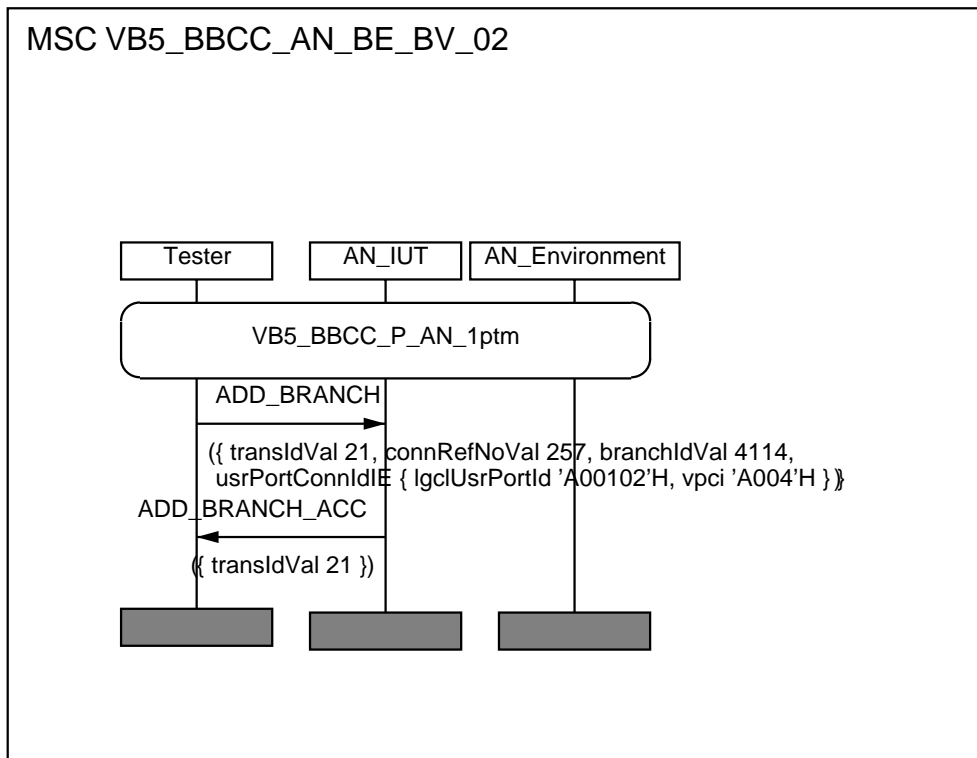 MSC VB5_BBCC_AN_BE_BV_02
Tester
AN_IUT
AN_Environment
VB5_BBCC_P_AN_1ptm
ADD_BRANCH
({ transIdVal 21, connRefNoVal 257, branchIdVal 4114,
usrPortConnIdIE { lgclUsrPortId ’A00102’H, vpci ’A004’H } })
ADD_BRANCH_ACC
({ transIdVal 21 })